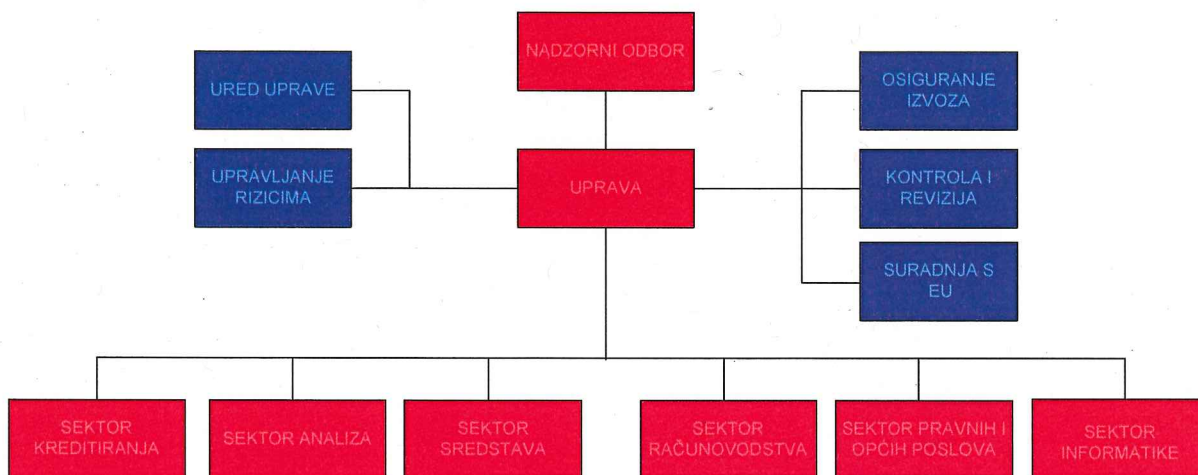 NADZORNI ODBOR
URED UPRAVE
OSIGURANJE
IZVOZA
UPRAVLJANJE
RIZICIMA
UPRAVA
KONTROLA I
REVIZIJA
SURADNJA S
EU
SEKTOR
KREDITIRANJA
SEKTOR ANALIZA
SEKTOR
SREDSTAVA
SEKTOR
RAČUNOVODSTVA
SEKTOR PRAVNIH I
OPĆIH POSLOVA
SEKTOR
INFORMATIKE